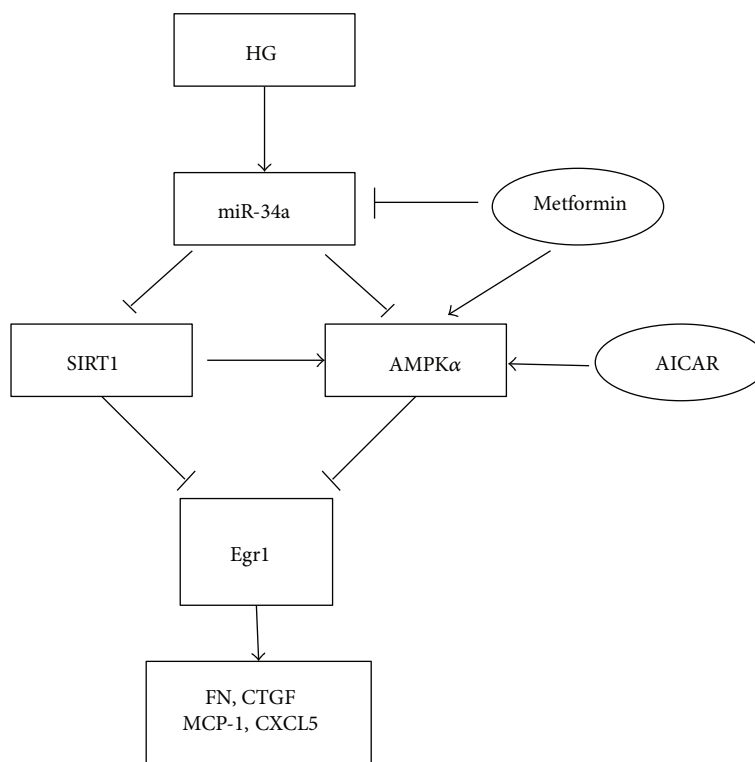 HG
miR-34a
Metformin
SIRT1
AMPKα
AICAR
Egr1
FN, CTGF
MCP-1, CXCL5